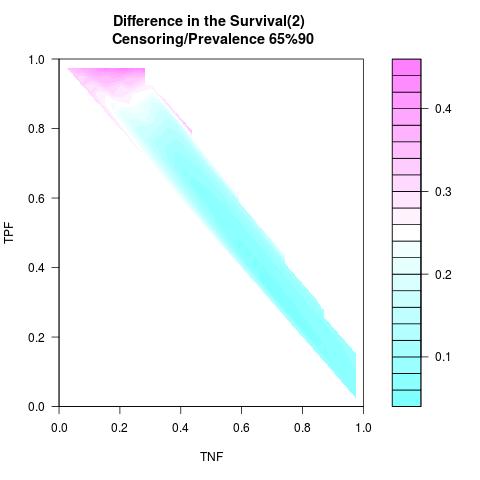 Difference in the Survival(2)
Censoring/Prevalence 65%90
1.0
0.8
0.6
0.4
0.2
0.0
TPF
0.0 0.2 0.4 0.6 0.8 1.0
TNF
0.4
0.3
0.2
0.1